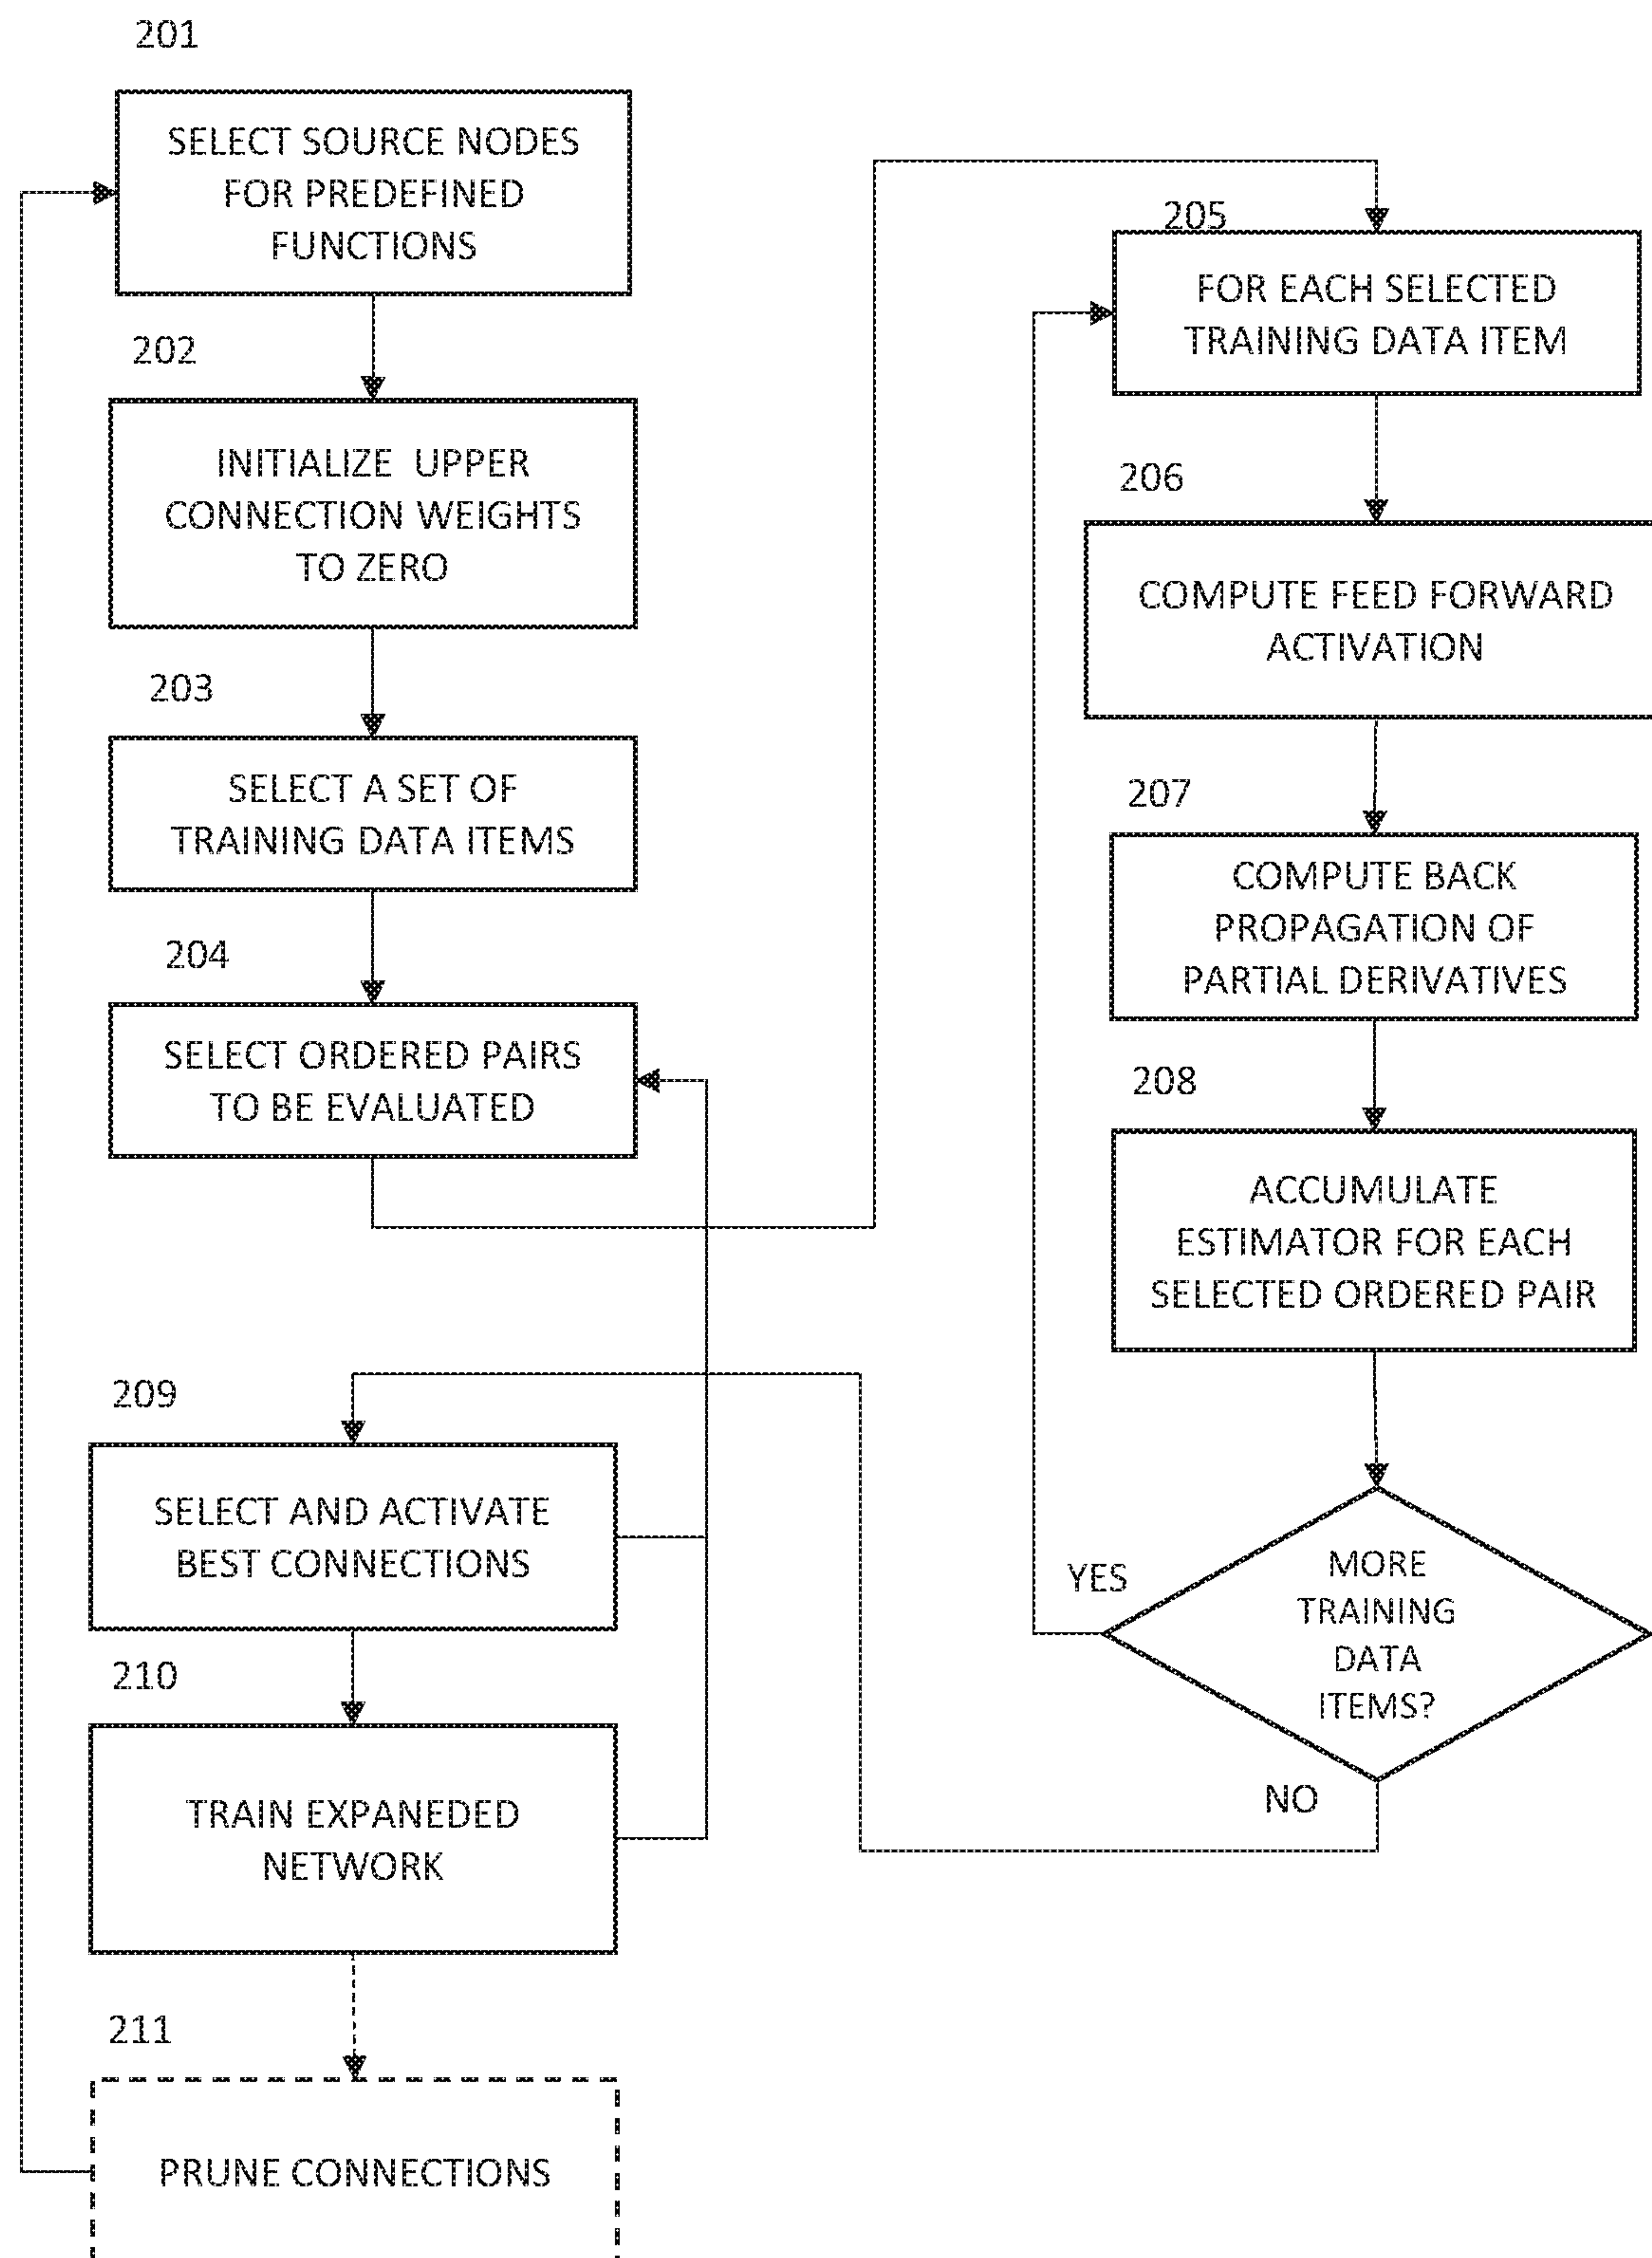 201
SELECT SOURCE NODES
FOR PREDEFINED
FUNCTIONS
202
INITIALIZE UPPER
CONNECTION WEIGHTS
TO ZERO
203
SELECT A SET OF
TRAINING DATA ITEMS
204
SELECT ORDERED PAIRS
TO BE EVALUATED
205
FOR EACH SELECTED
TRAINING DATA ITEM
206
COMPUTE FEED FORWARD
ACTIVATION
207
COMPUTE BACK
PROPAGATION OF
PARTIAL DERIVATIVES
208
ACCUMULATE
ESTIMATOR FOR EACH
SELECTED ORDERED PAIR
MORE
TRAINING
DATA
ITEMS?
YES
NO
209
SELECT AND ACTIVATE
BEST CONNECTIONS
210
TRAIN EXPANEDED
NETWORK
211
PRUNE CONNECTIONS